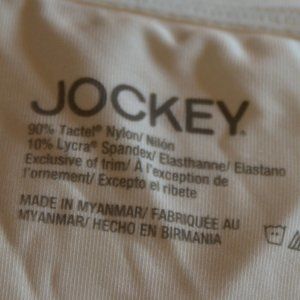 JOCKEY®
90% Tactel® Nylon/ Nilón
10% Lycra® Spandex/ Elasthanne/ Elastano
Exclusive of trim/ À l'exception de
l'ornement/ Excepto el ribete
MADE IN MYANMAR/ FABRIQUÉE AU
MYANMAR/ HECHO EN BIRMANIA